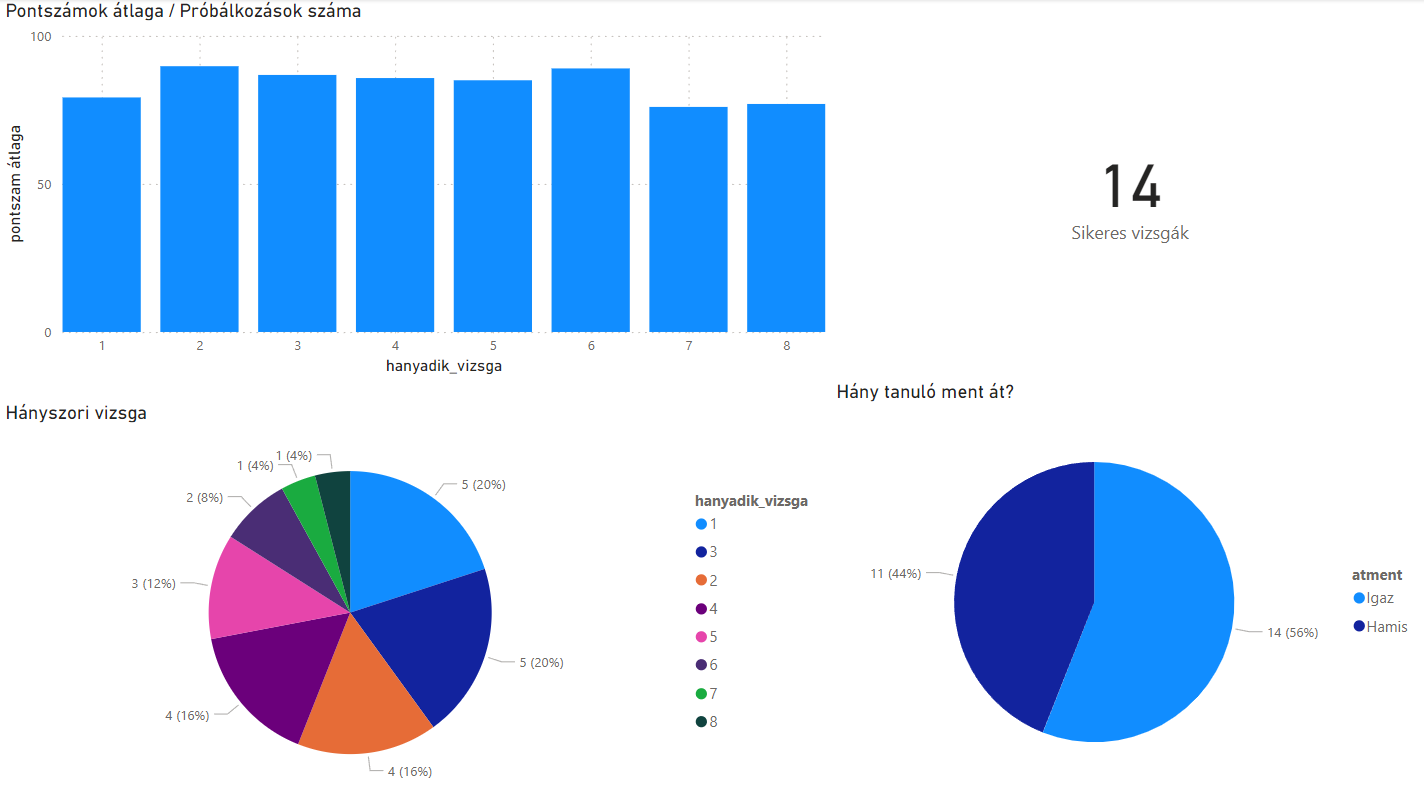 Pontszámok átlaga / Próbálkozások száma
100
50
0
pontszam átlaga
1 2 3 4 5 6 7 8
hanyadik_vizsga
14
Sikeres vizsgák
Hányszori vizsga
1 (4%)
1 (4%)
2 (8%)
3 (12%)
4 (16%)
4 (16%)
5 (20%)
5 (20%)
hanyadik_vizsga
1
3
2
4
5
6
7
8
Hány tanuló ment át?
11 (44%)
14 (56%)
atment
Igaz
Hamis